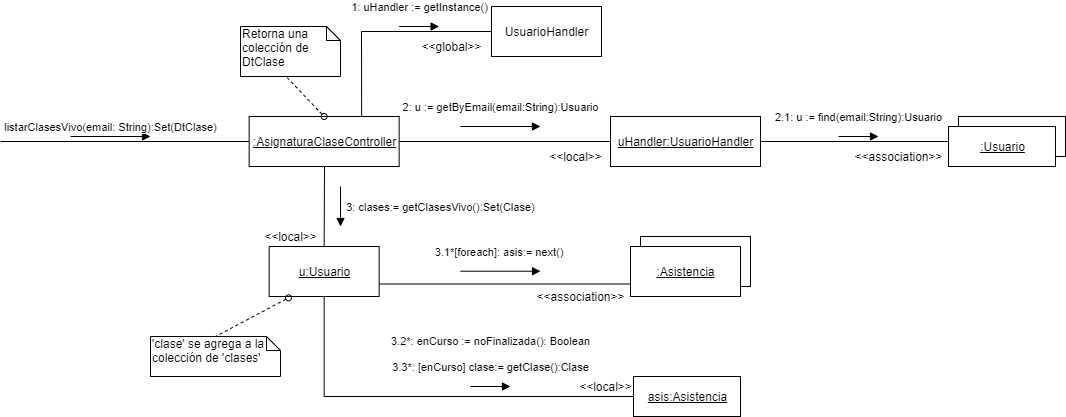 1: uHandler := getInstance()
Retorna una
colección de
DtClase
UsuarioHandler
<<global>>
2: u := getByEmail(email:String):Usuario
listarClasesVivo(email: String):Set(DtClase)
2.1: u := find(email:String):Usuario
:AsignaturaClaseController
uHandler:UsuarioHandler
:Usuario
<<local>>
<<association>>
3: clases:= getClasesVivo():Set(Clase)
<<local>>
3.1*[foreach]: asis:= next()
u:Usuario
:Asistencia
<<association>>
'clase' se agrega a la
colección de 'clases'
3.2*: enCurso := noFinalizada(): Boolean
3.3*: [enCurso] clase:= getClase():Clase
<<local>>
asis:Asistencia